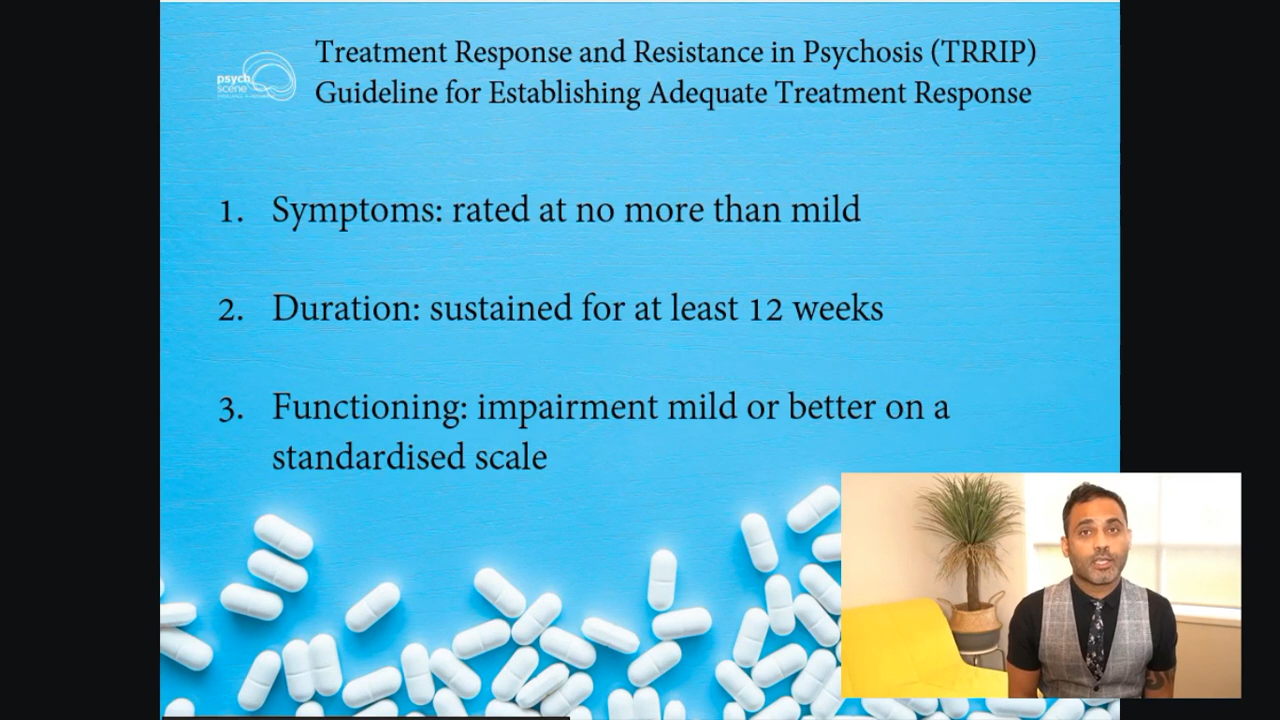 Treatment Response and Resistance in Psychosis (TRRIP)
Guideline for Establishing Adequate Treatment Response
psych
scene
1. Symptoms: rated at no more than mild
2. Duration: sustained for at least 12 weeks
3. Functioning: impairment mild or better on a
standardised scale